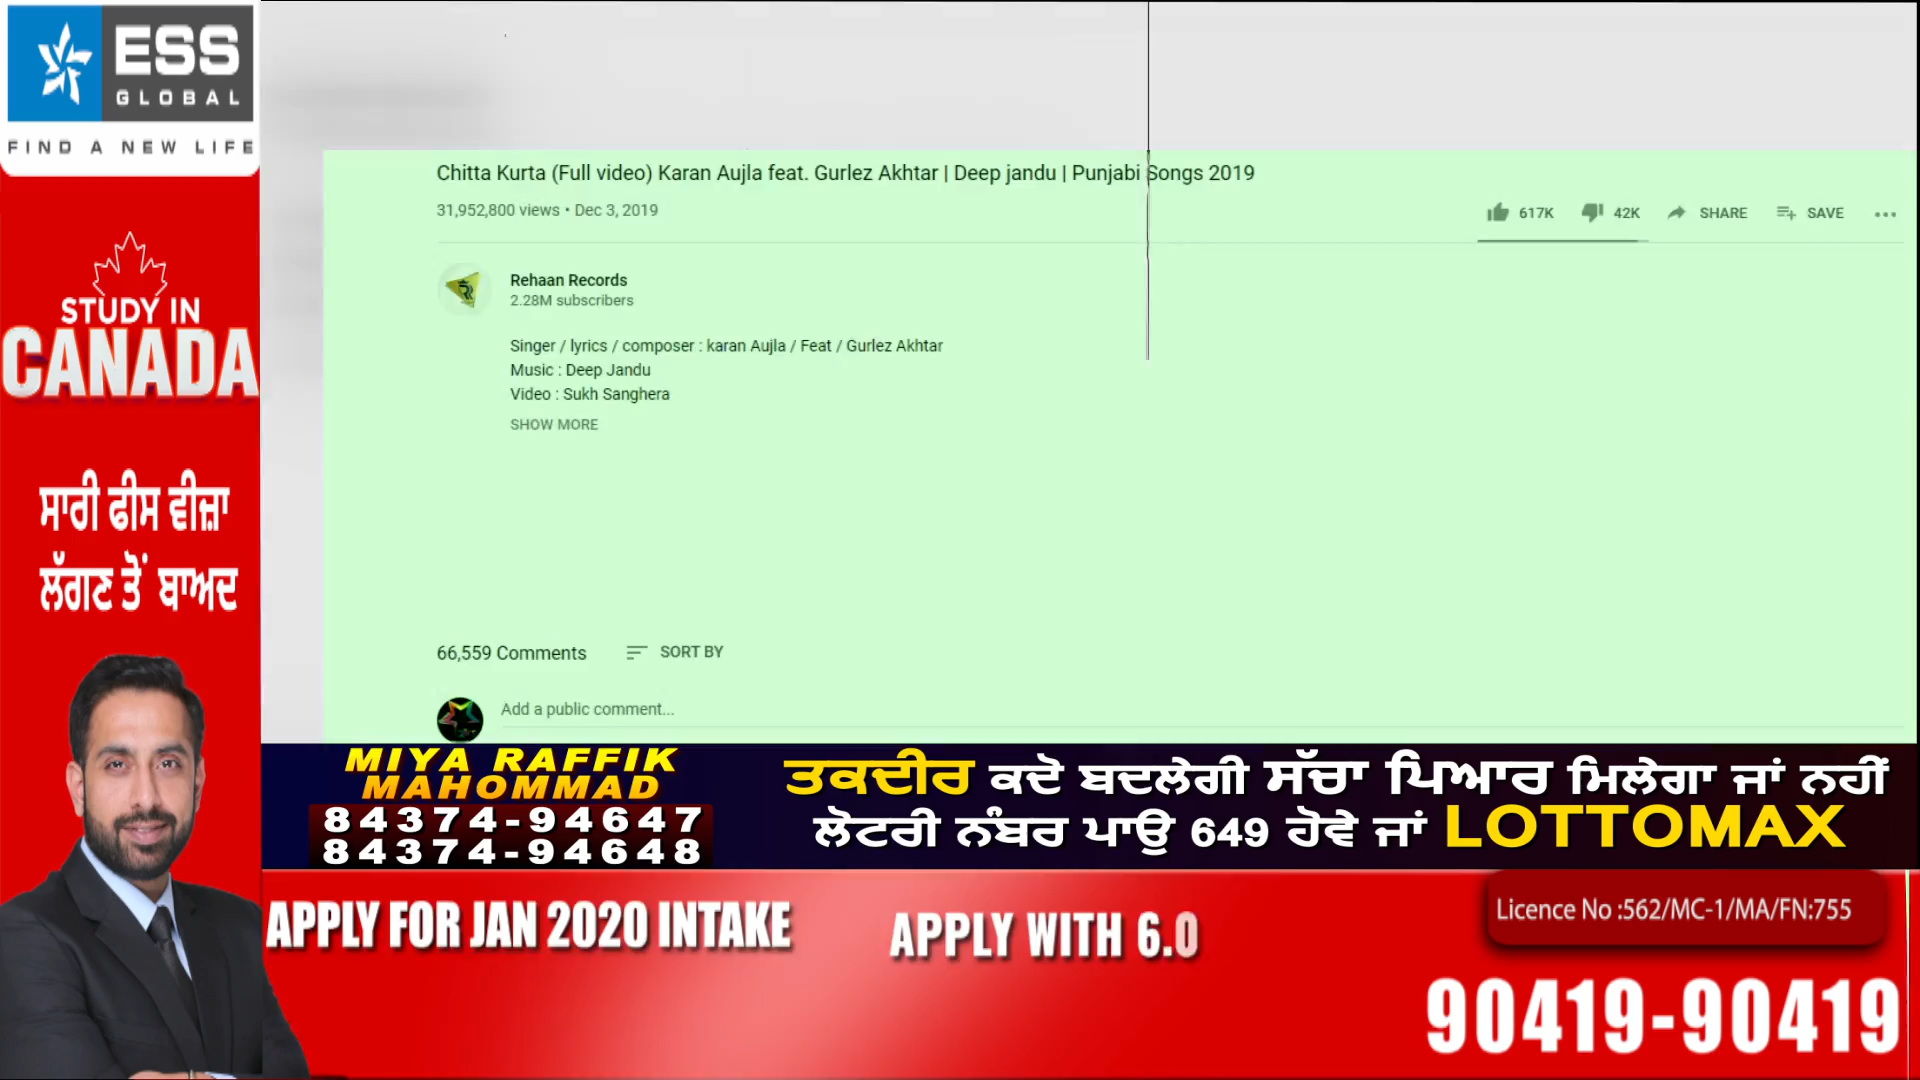 ESS
GLOBAL
FIND A NEW LIFE
STUDY IN
CANADA
ਸਾਰੀ ਫੀਸ ਵੀਜ਼ਾ
ਲੱਗਣ ਤੋਂ ਬਾਅਦ
Chitta Kurta (Full video) Karan Aujla feat. Gurlez Akhtar | Deep jandu | Punjabi Songs 2019
31,952,800 views • Dec 3, 2019
617K 42K SHARE SAVE
Rehaan Records
2.28M subscribers
Singer / lyrics / composer : karan Aujla / Feat / Gurlez Akhtar
Music : Deep Jandu
Video : Sukh Sanghera
SHOW MORE
66,559 Comments SORT BY
Add a public comment...
MIYA RAFFIK
MAHOMMAD
84374-94647
84374-94648
ਤਕਦੀਰ ਕਦੋ ਬਦਲੇਗੀ ਸੱਚਾ ਪਿਆਰ ਮਿਲੇਗਾ ਜਾਂ ਨਹੀਂ
ਲੋਟਰੀ ਨੰਬਰ ਪਾਉ 649 ਹੋਵੇ ਜਾਂ LOTTOMAX
APPLY FOR JAN 2020 INTAKE
APPLY WITH 6.0
Licence No :562/MC-1/MA/FN:755
90419-90419